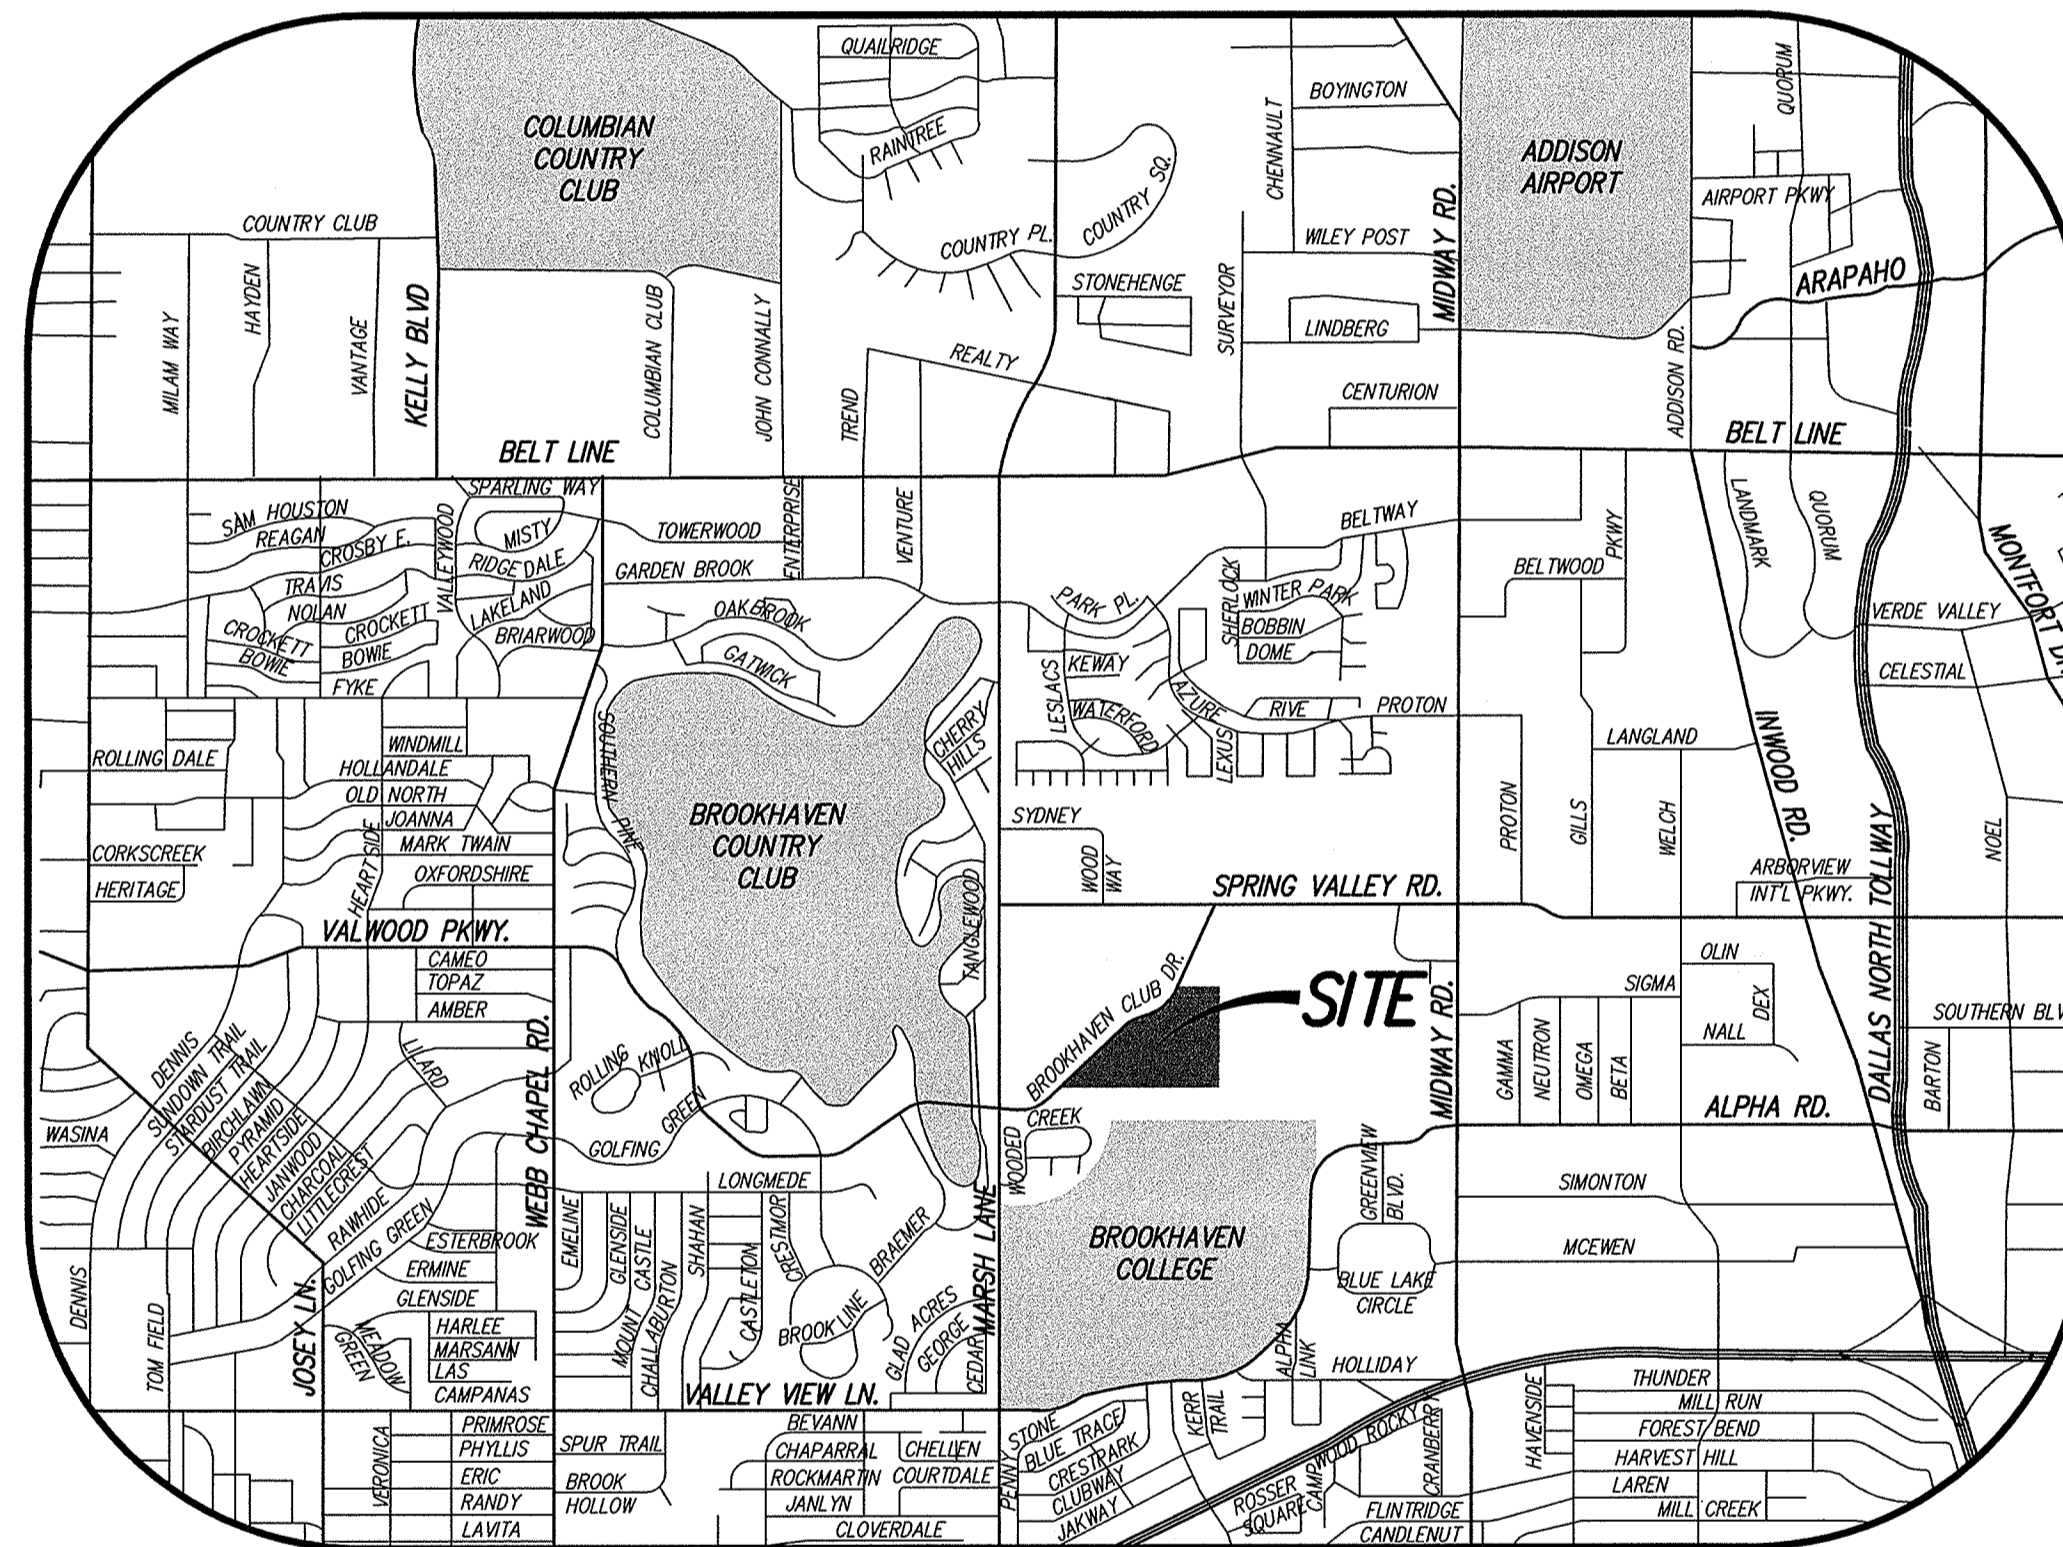 QUAILRIDGE
QUORUM
BOYINGTON
CHENNAULT
COLUMBIAN
COUNTRY
CLUB
RAINTREE
ADDISON
AIRPORT
COUNTRY SQ.
AIRPORT PKWY
MIDWAY RD.
COUNTRY CLUB
COUNTRY PL.
WILEY POST
ARAPAHO
STONEHENGE
HAYDEN
KELLY BLVD
COLUMBIAN CLUB
JOHN CONNALLY
SURVEYOR
LINDBERG
MILAM WAY
VANTAGE
REALTY
ADDISON RD.
TREND
CENTURION
BELT LINE
BELT LINE
SPARLING WAY
ENTERPRISE
VENTURE
SAM HOUSTON
REAGAN
CROSBY E.
VALLEYWOOD
MISTY
TOWERWOOD
BELTWAY
LANDMARK
QUORUM
PKWY
MONTFORT DR.
RIDGEDALE
GARDEN BROOK
BELTWOOD
TRAVIS
NOLAN
LAKELAND
CROCKETT
CROCKETT
BRIARWOOD
OAKBROOK
PARK PL.
SHERLOCK
WINTER PARK
BOBBIN
DOME
VERDE VALLEY
BOWIE
BOWIE
GATWICK
KEWAY
CELESTIAL
FYKE
LESLACS
AZURE
RIVE
PROTON
WATERFORD
LEXUS
SOUTHERN PINE
CHERRY
HILLS
WINDMILL
LANGLAND
INWOOD RD.
ROLLING DALE
HOLLANDALE
OLD NORTH
JOANNA
BROOKHAVEN
COUNTRY
CLUB
SYDNEY
PROTON
GILLS
WELCH
NOEL
MARK TWAIN
CORKSCREEK
HEARTSIDE
OXFORDSHIRE
HERITAGE
WOOD
WAY
SPRING VALLEY RD.
ARBORVIEW
INT'L PKWY.
TANGLEWOOD
VALWOOD PKWY.
CAMEO
TOPAZ
AMBER
BROOKHAVEN CLUB DR.
SITE
MIDWAY RD.
OLIN
SIGMA
DEX
NALL
DALLAS NORTH TOLLWAY
SOUTHERN BLV
DENNIS
SUNDOWN TRAIL
STARDUST TRAIL
BIRCHLAWN
PYRAMID
HEARTSIDE
JANWOOD
CHARCOAL
LITTLECREST
RAWHIDE
GOLFING GREEN
LILLARD
WEBB CHAPEL RD.
ROLLING
KNOLL
GAMMA
NEUTRON
OMEGA
BETA
BARTON
ALPHA RD.
WASINA
GOLFING
GREEN
WOODED
CREEK
GREENVIEW
BLVD.
LONGMEDE
SIMONTON
EMELINE
GLENSIDE
MOUNT CASTLE
CHALLABURTON
SHAHAN
CASTLETON
CRESTMOR
BRAEMER
MARSH LANE
BROOKHAVEN
COLLEGE
MCEWEN
ESTERBROOK
ERMINE
BLUE LAKE
CIRCLE
DENNIS
TOM FIELD
JOSEY LN.
GLENSIDE
MEADOW
GREEN
HARLEE
MARSANN
LAS
CAMPANAS
BROOK LINE
GLAD ACRES
GEORGE
CEDAR
ALPHA
LINK
HOLLIDAY
VALLEY VIEW LN.
THUNDER
MILL RUN
FOREST BEND
HARVEST HILL
LAREN
MILL CREEK
HAVENSIDE
VERONICA
PRIMROSE
PHYLLIS
ERIC
RANDY
LAVITA
SPUR TRAIL
BROOK
HOLLOW
BEVANN
CHAPARRAL
CHELLEN
ROCKMARTIN
COURTDALE
JANLYN
CLOVERDALE
PENNY STONE
BLUE TRACE
CRESTPARK
CLUBWAY
JAKWAY
KERR
TRAIL
WOOD ROCKY
CRANBERRY
CAMP
ROSSER
SQUARE
FLINTRIDGE
CANDLENUT